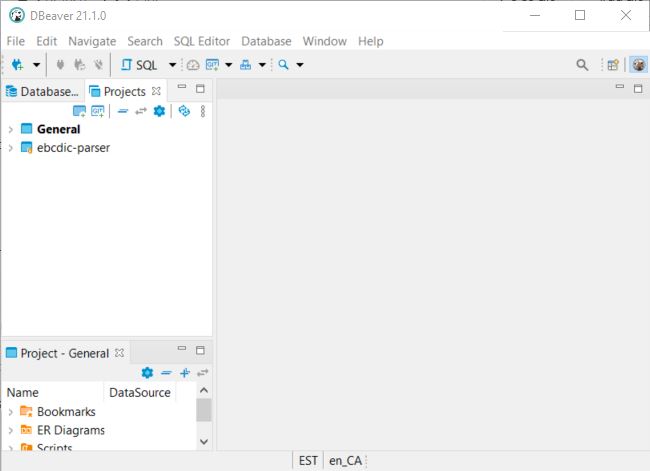 DBeaver 21.1.0
File Edit Navigate Search SQL Editor Database Window Help
SQL
Database... Projects
General
ebcdic-parser
Project - General
Name DataSource
Bookmarks
ER Diagrams
Scripts
EST en_CA